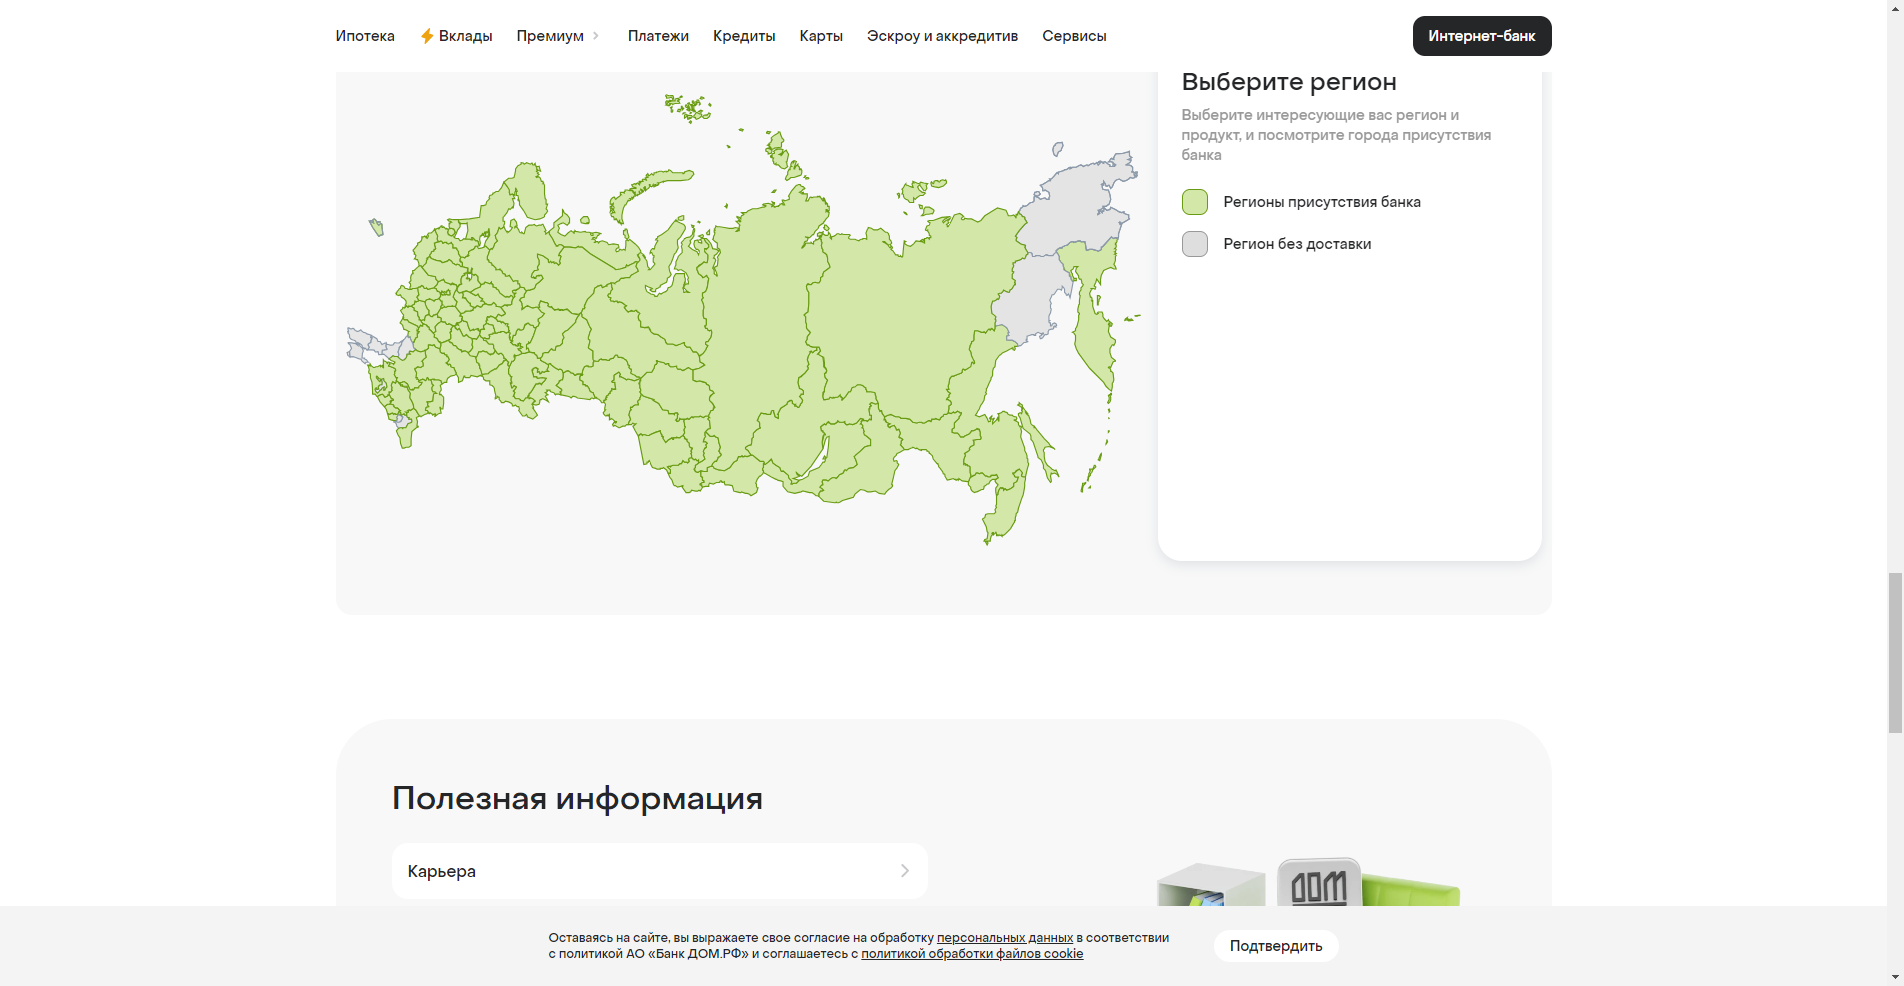 Ипотека
Вклады
Премиум
Платежи
Кредиты
Карты
Эскроу и аккредитив
Сервисы
Интернет-банк
Выберите регион
Выберите интересующие вас регион и
продукт, и посмотрите города присутствия
банка
Регионы присутствия банка
Регион без доставки
Полезная информация
Карьера
ДОМ
Оставаясь на сайте, вы выражаете свое согласие на обработку персональных данных в соответствии
с политикой АО «Банк ДОМ.РФ» и соглашаетесь с политикой обработки файлов cookie
Подтвердить